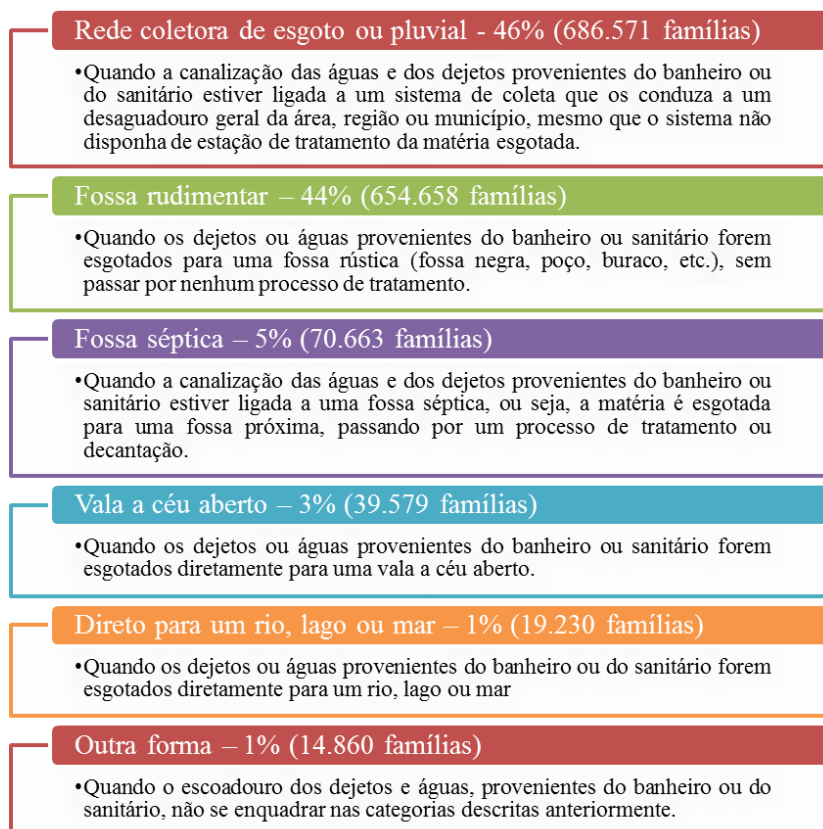 Rede coletora de esgoto ou pluvial - 46% (686.571 famílias)
•Quando a canalização das águas e dos dejetos provenientes do banheiro ou
do sanitário estiver ligada a um sistema de coleta que os conduza a um
desaguadouro geral da área, região ou município, mesmo que o sistema não
disponha de estação de tratamento da matéria esgotada.
Fossa rudimentar – 44% (654.658 famílias)
•Quando os dejetos ou águas provenientes do banheiro ou sanitário forem
esgotados para uma fossa rústica (fossa negra, poço, buraco, etc.), sem
passar por nenhum processo de tratamento.
Fossa séptica – 5% (70.663 famílias)
•Quando a canalização das águas e dos dejetos provenientes do banheiro ou
sanitário estiver ligada a uma fossa séptica, ou seja, a matéria é esgotada
para uma fossa próxima, passando por um processo de tratamento ou
decantação.
Vala a céu aberto – 3% (39.579 famílias)
•Quando os dejetos ou águas provenientes do banheiro ou sanitário forem
esgotados diretamente para uma vala a céu aberto.
Direto para um rio, lago ou mar – 1% (19.230 famílias)
•Quando os dejetos ou águas provenientes do banheiro ou do sanitário forem
esgotados diretamente para um rio, lago ou mar
Outra forma – 1% (14.860 famílias)
•Quando o escoadouro dos dejetos e águas, provenientes do banheiro ou do
sanitário, não se enquadrar nas categorias descritas anteriormente.